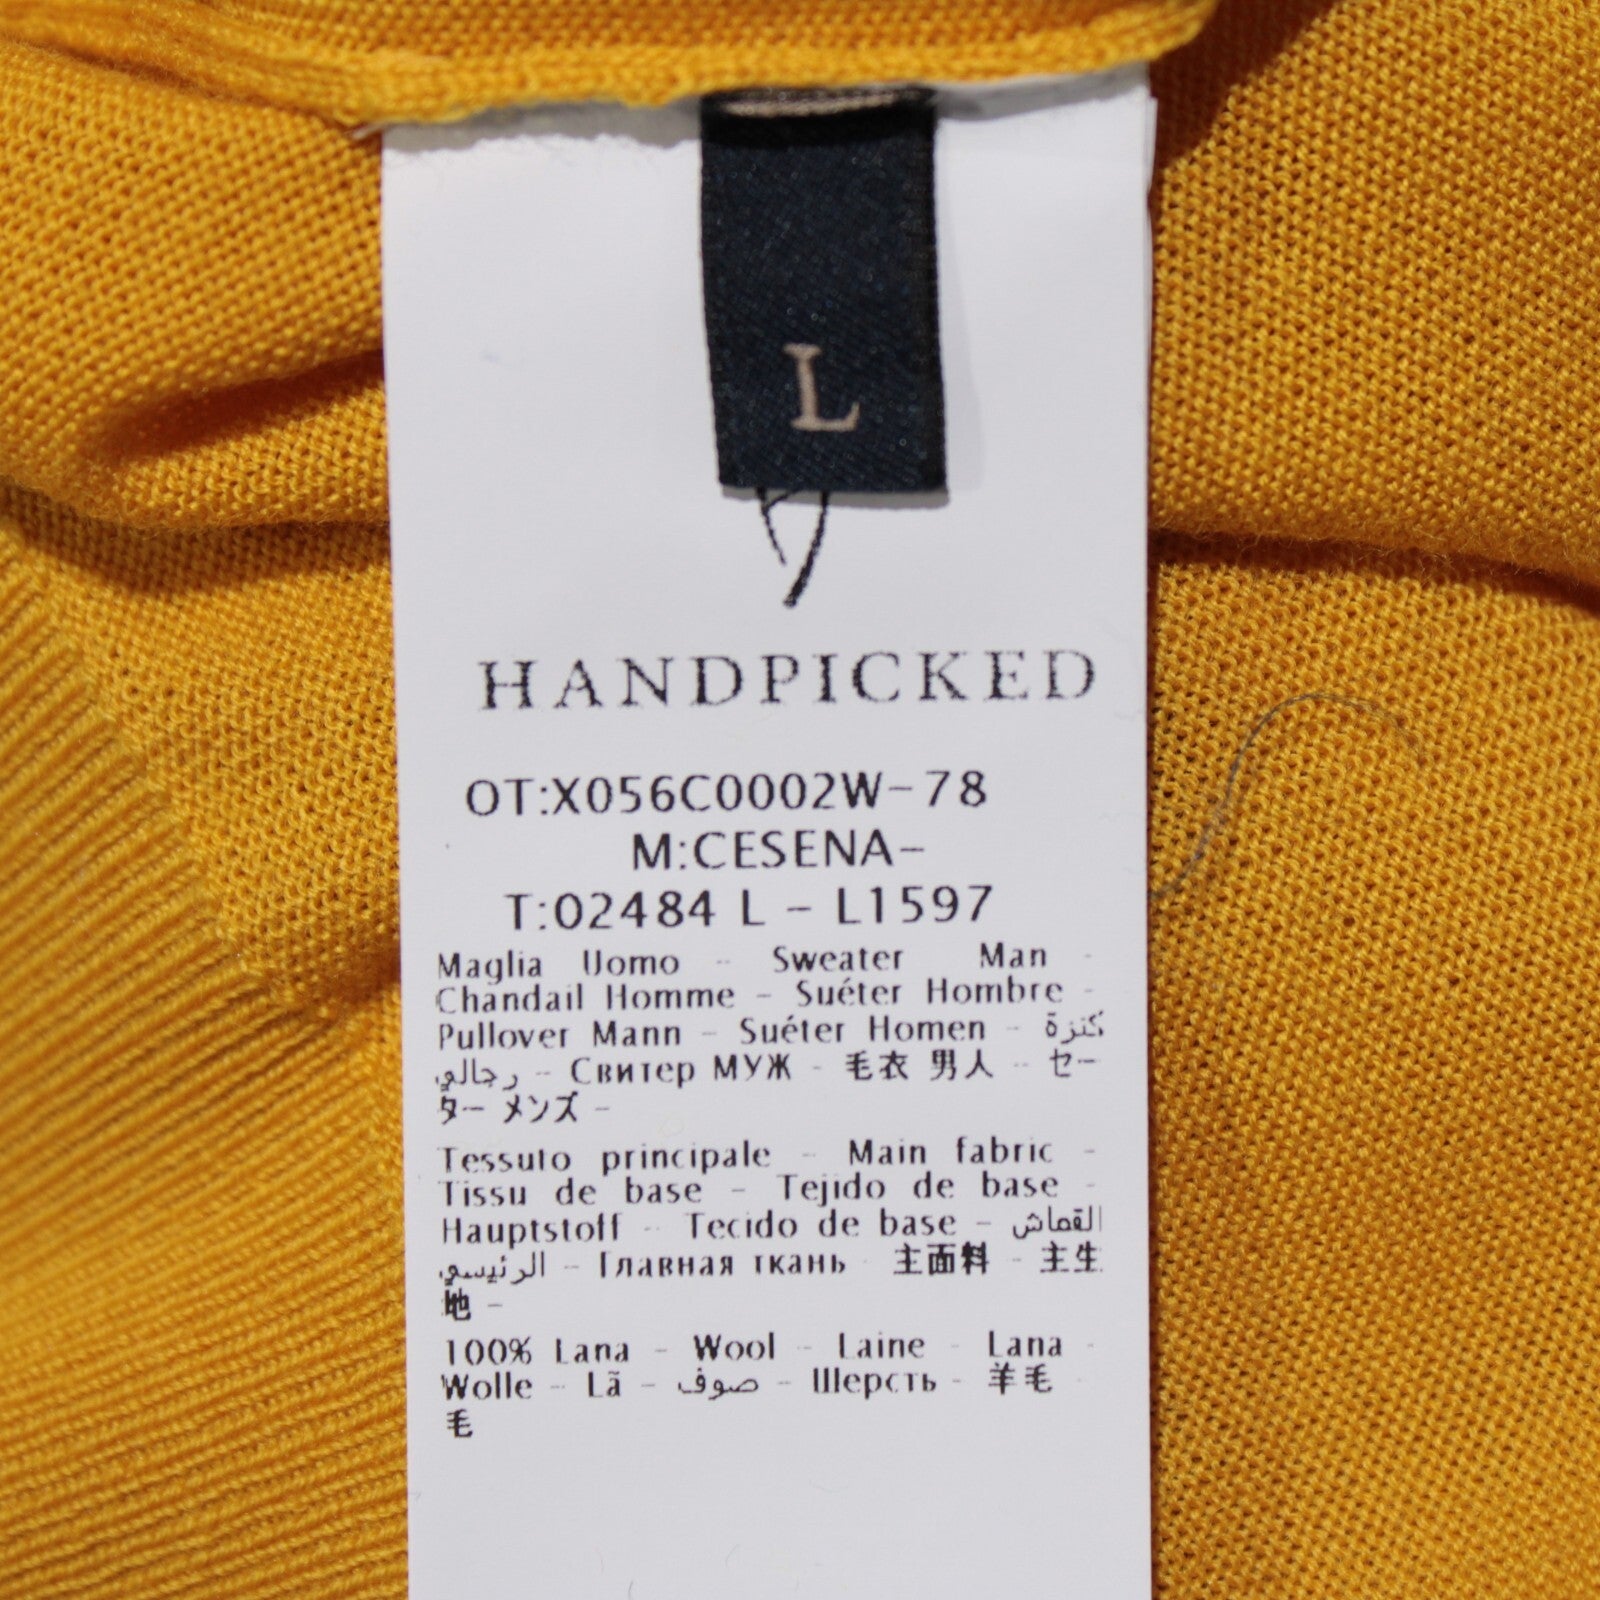 L
HANDPICKED
OT:X056C0002W-78
M:CESENA-
T:02484 L - L1597
Maglia Uomo - Sweater Man -
Chandail Homme - Suéter Hombre -
Pullover Mann - Suéter Homen - كنزة
رجالي - Свитер МУЖ - 毛衣 男人 - セー
ター メンズ -
Tessuto principale - Main fabric -
Tissu de base - Tejido de base -
Hauptstoff - Tecido de base - القماش
الرئيسي - Главная ткань - 主面料 - 主生
地 -
100% Lana - Wool - Laine - Lana -
Wolle - Lã - صوف - Шерсть - 羊毛
毛